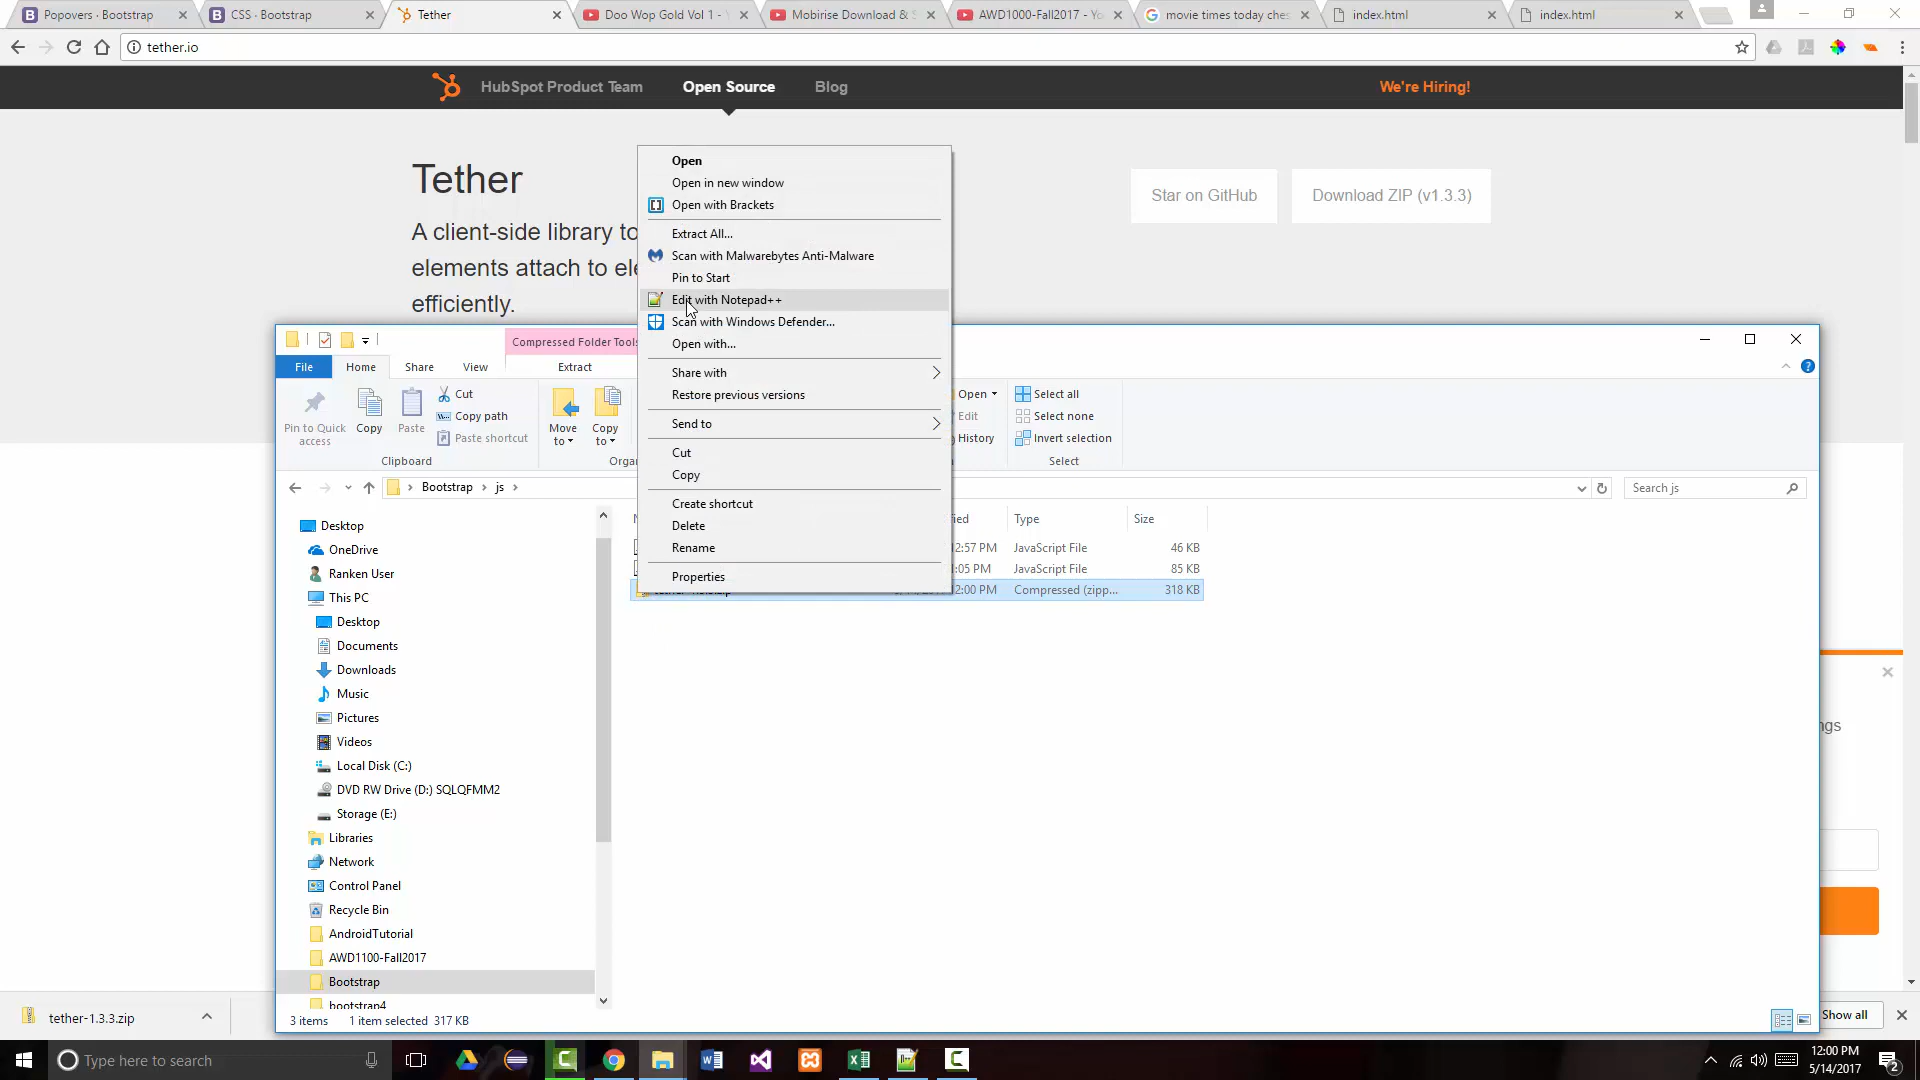 Popovers · Bootstrap
CSS · Bootstrap
Tether
Doo Wop Gold Vol 1 -
Mobirise Download &
AWD1000-Fall2017 - Yo
movie times today ches
index.html
index.html
tether.io
HubSpot Product Team
Open Source
Blog
We're Hiring!
Tether
Star on GitHub
Download ZIP (v1.3.3)
A client-side library to
elements attach to
efficiently.
Open
Open in new window
Open with Brackets
Extract All...
Scan with Malwarebytes Anti-Malware
Pin to Start
Edit with Notepad++
Scan with Windows Defender...
Open with...
Share with
Restore previous versions
Send to
Cut
Copy
Create shortcut
Delete
Rename
Properties
Compressed Folder Tools
File
Home
Share
View
Extract
Pin to Quick
access
Copy
Paste
Cut
Copy path
Paste shortcut
Clipboard
Move
to
Copy
to
Open
Edit
History
Select all
Select none
Invert selection
Select
Bootstrap
js
Search js
Type
Size
2:57 PM
JavaScript File
46 KB
:05 PM
JavaScript File
85 KB
2:00 PM
Compressed (zipp...
318 KB
Desktop
OneDrive
Ranken User
This PC
Desktop
Documents
Downloads
Music
Pictures
Videos
Local Disk (C:)
DVD RW Drive (D:) SQLQFMM2
Storage (E:)
Libraries
Network
Control Panel
Recycle Bin
AndroidTutorial
AWD1100-Fall2017
Bootstrap
bootstrap4
3 items
1 item selected 317 KB
tether-1.3.3.zip
Show all
Type here to search
12:00 PM
5/14/2017
2